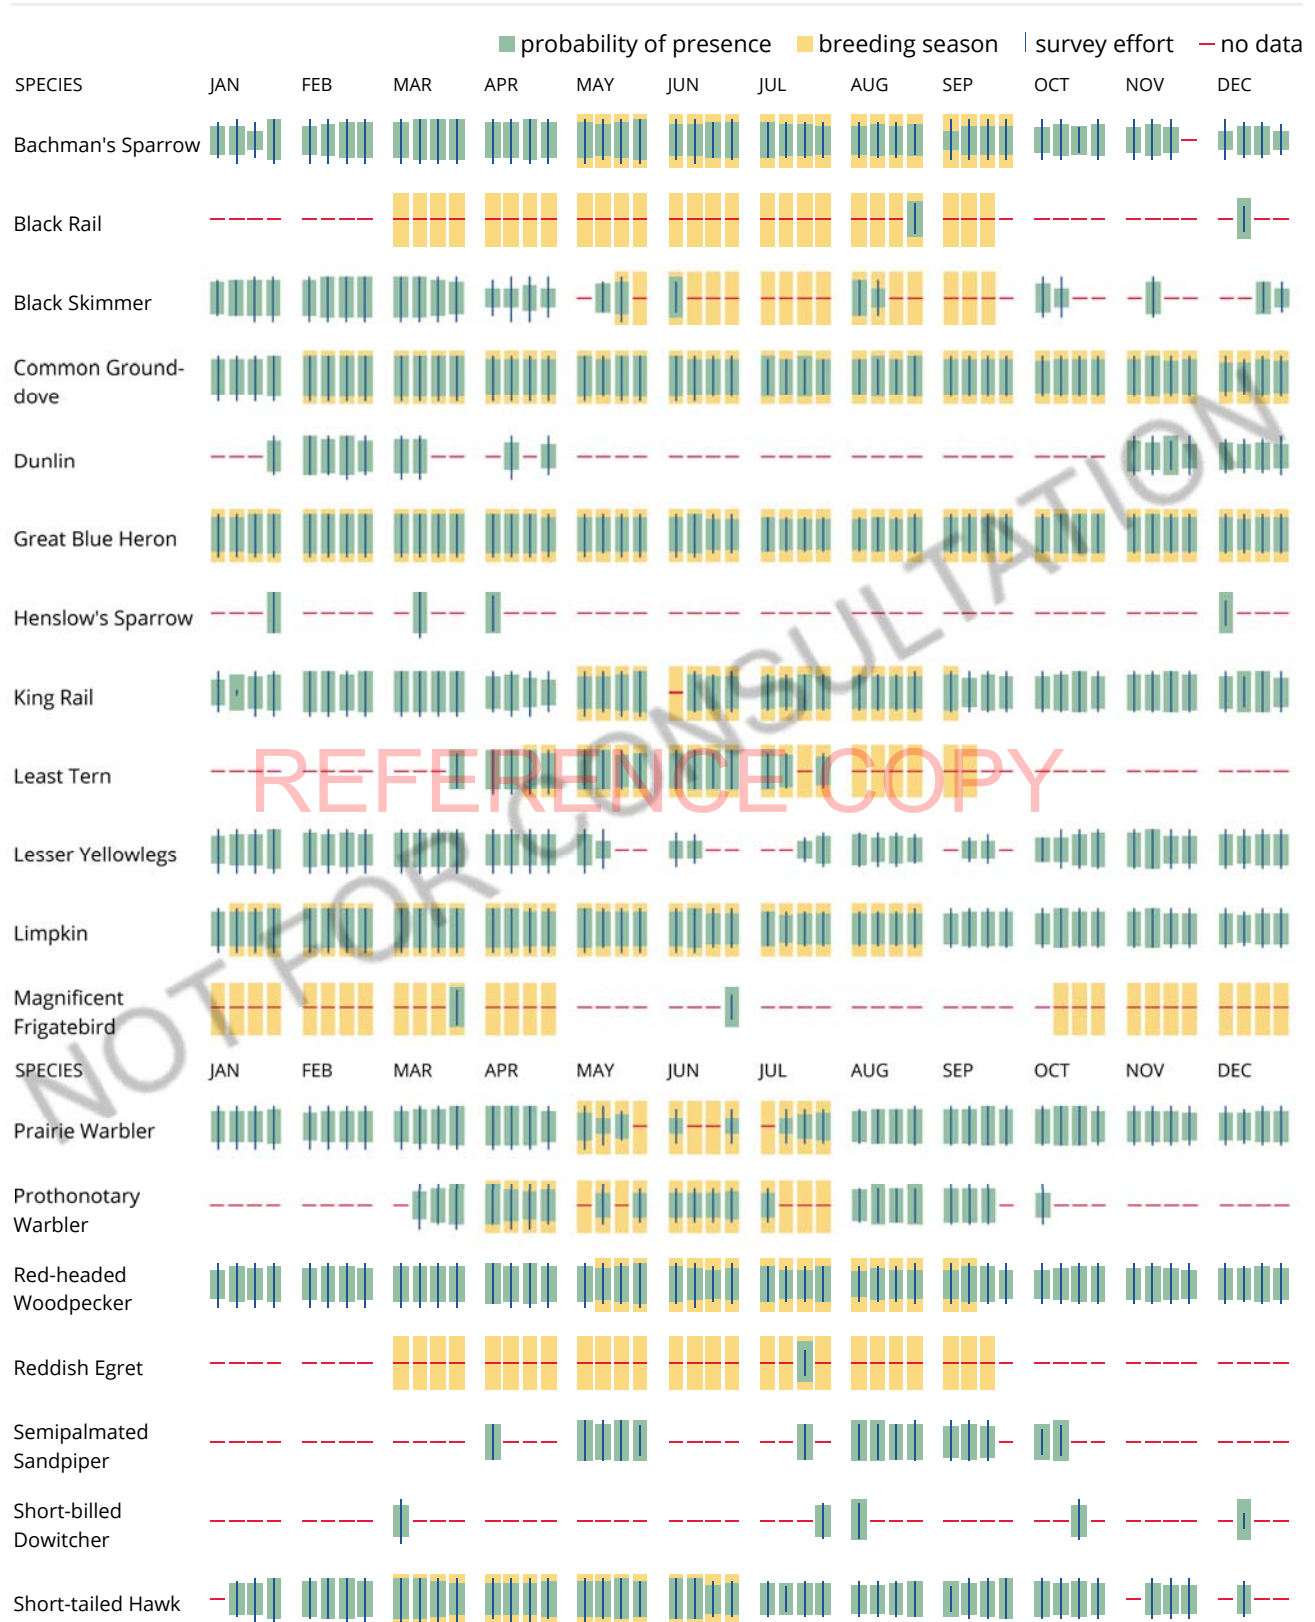 probability of presence breeding season survey effort no data
SPECIES JAN FEB MAR APR MAY JUN JUL AUG SEP OCT NOV DEC
Bachman's Sparrow
Black Rail
Black Skimmer
Common Ground-
dove
Dunlin
Great Blue Heron
Henslow's Sparrow
King Rail
Least Tern
REFERENCE COPY
NOT FOR CONSULTATION
Lesser Yellowlegs
Limpkin
Magnificent
Frigatebird
SPECIES JAN FEB MAR APR MAY JUN JUL AUG SEP OCT NOV DEC
Prairie Warbler
Prothonotary
Warbler
Red-headed
Woodpecker
Reddish Egret
Semipalmated
Sandpiper
Short-billed
Dowitcher
Short-tailed Hawk